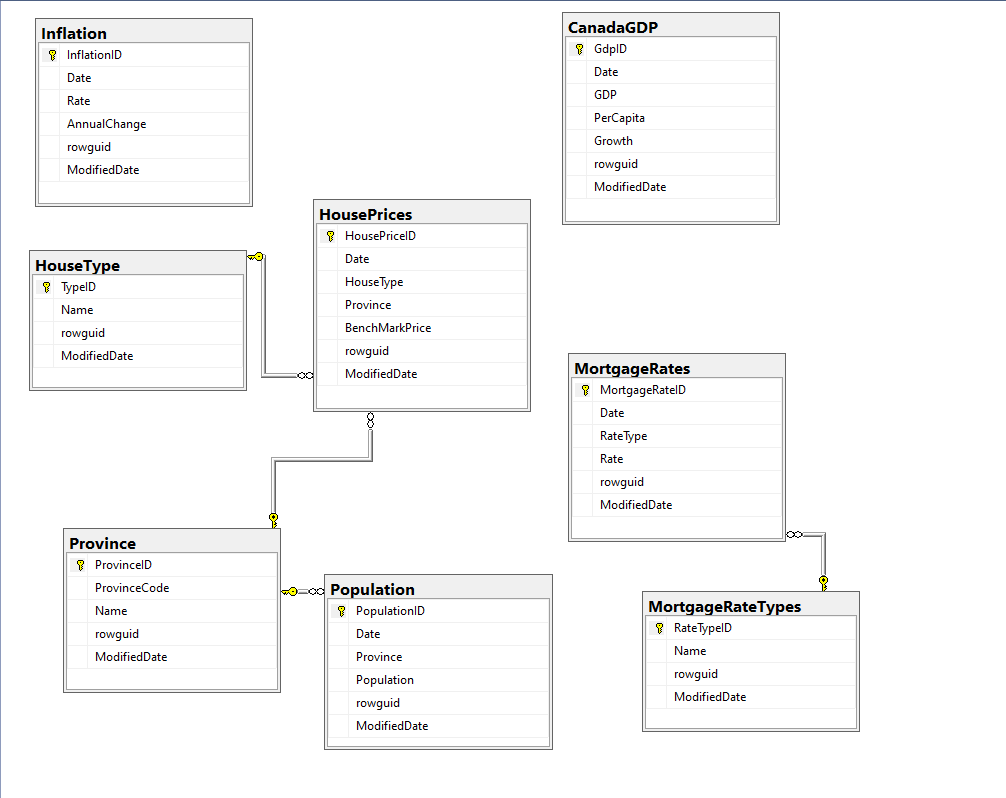 Inflation
InflationID
Date
Rate
AnnualChange
rowguid
ModifiedDate
CanadaGDP
GdpID
Date
GDP
PerCapita
Growth
rowguid
ModifiedDate
HousePrices
HousePriceID
Date
HouseType
Province
BenchMarkPrice
rowguid
ModifiedDate
HouseType
TypeID
Name
rowguid
ModifiedDate
MortgageRates
MortgageRateID
Date
RateType
Rate
rowguid
ModifiedDate
Province
ProvinceID
ProvinceCode
Name
rowguid
ModifiedDate
Population
PopulationID
Date
Province
Population
rowguid
ModifiedDate
MortgageRateTypes
RateTypeID
Name
rowguid
ModifiedDate